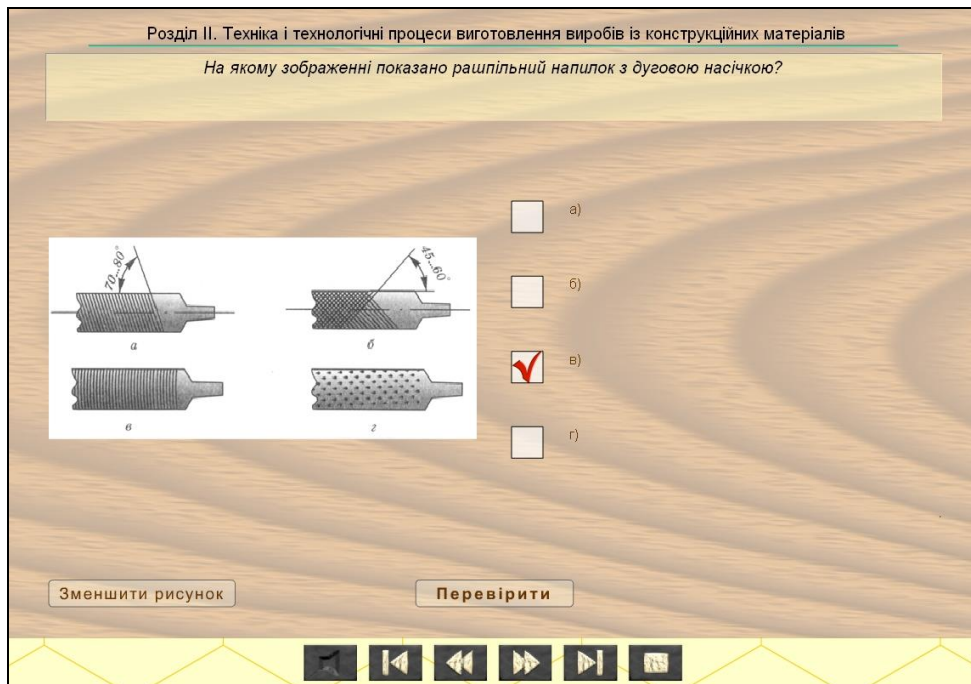 Розділ II. Техніка і технологічні процеси виготовлення виробів із конструкційних матеріалів
На якому зображенні показано рашпільний напилок з дуговою насічкою?
70...80°
45...60°
а
б
в
г
а)
б)
в)
г)
Зменшити рисунок
Перевірити